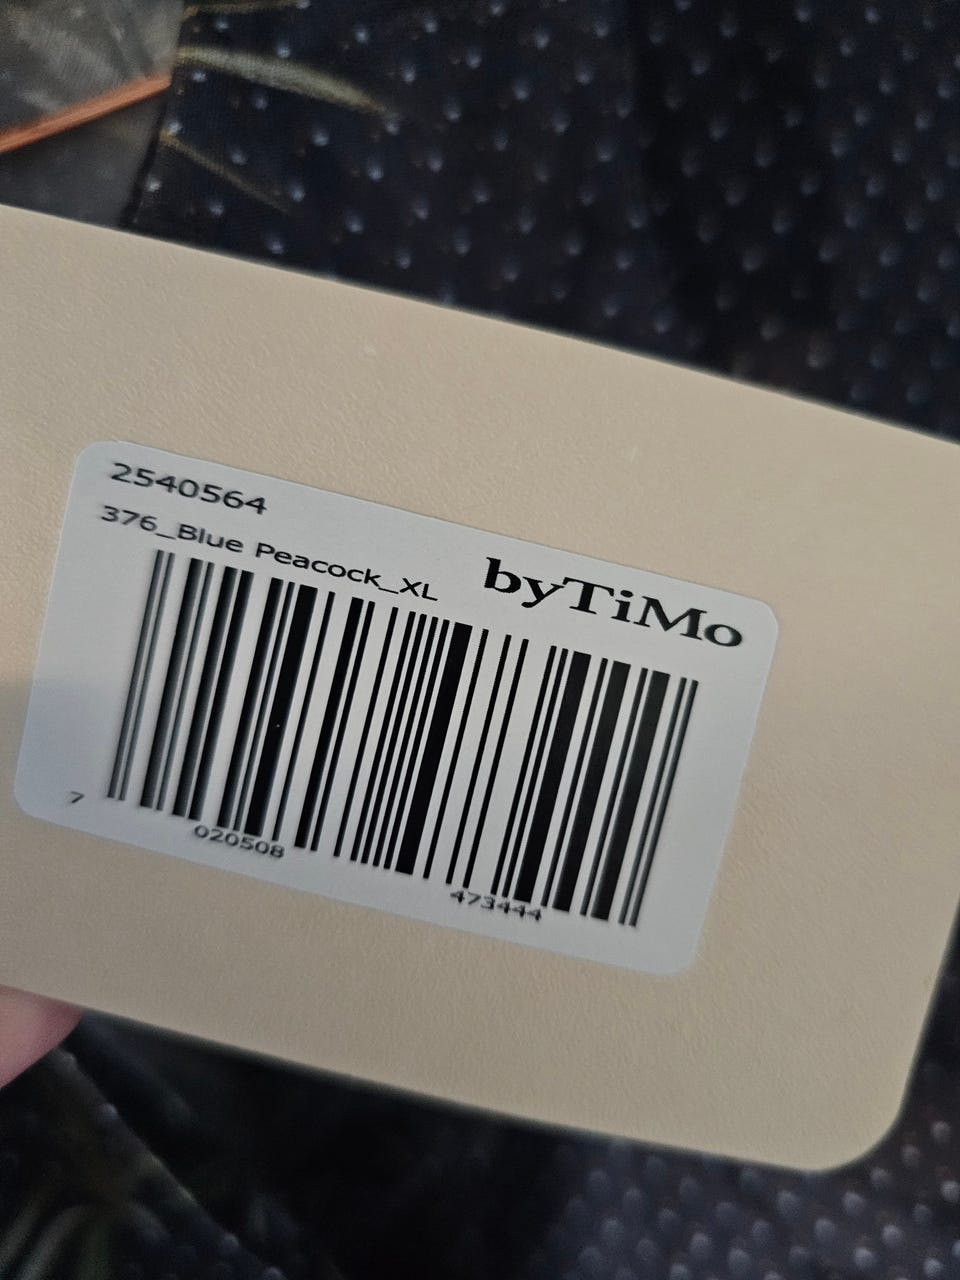 2540564
376_Blue Peacock_XL
byTiMo
7 020508 473444